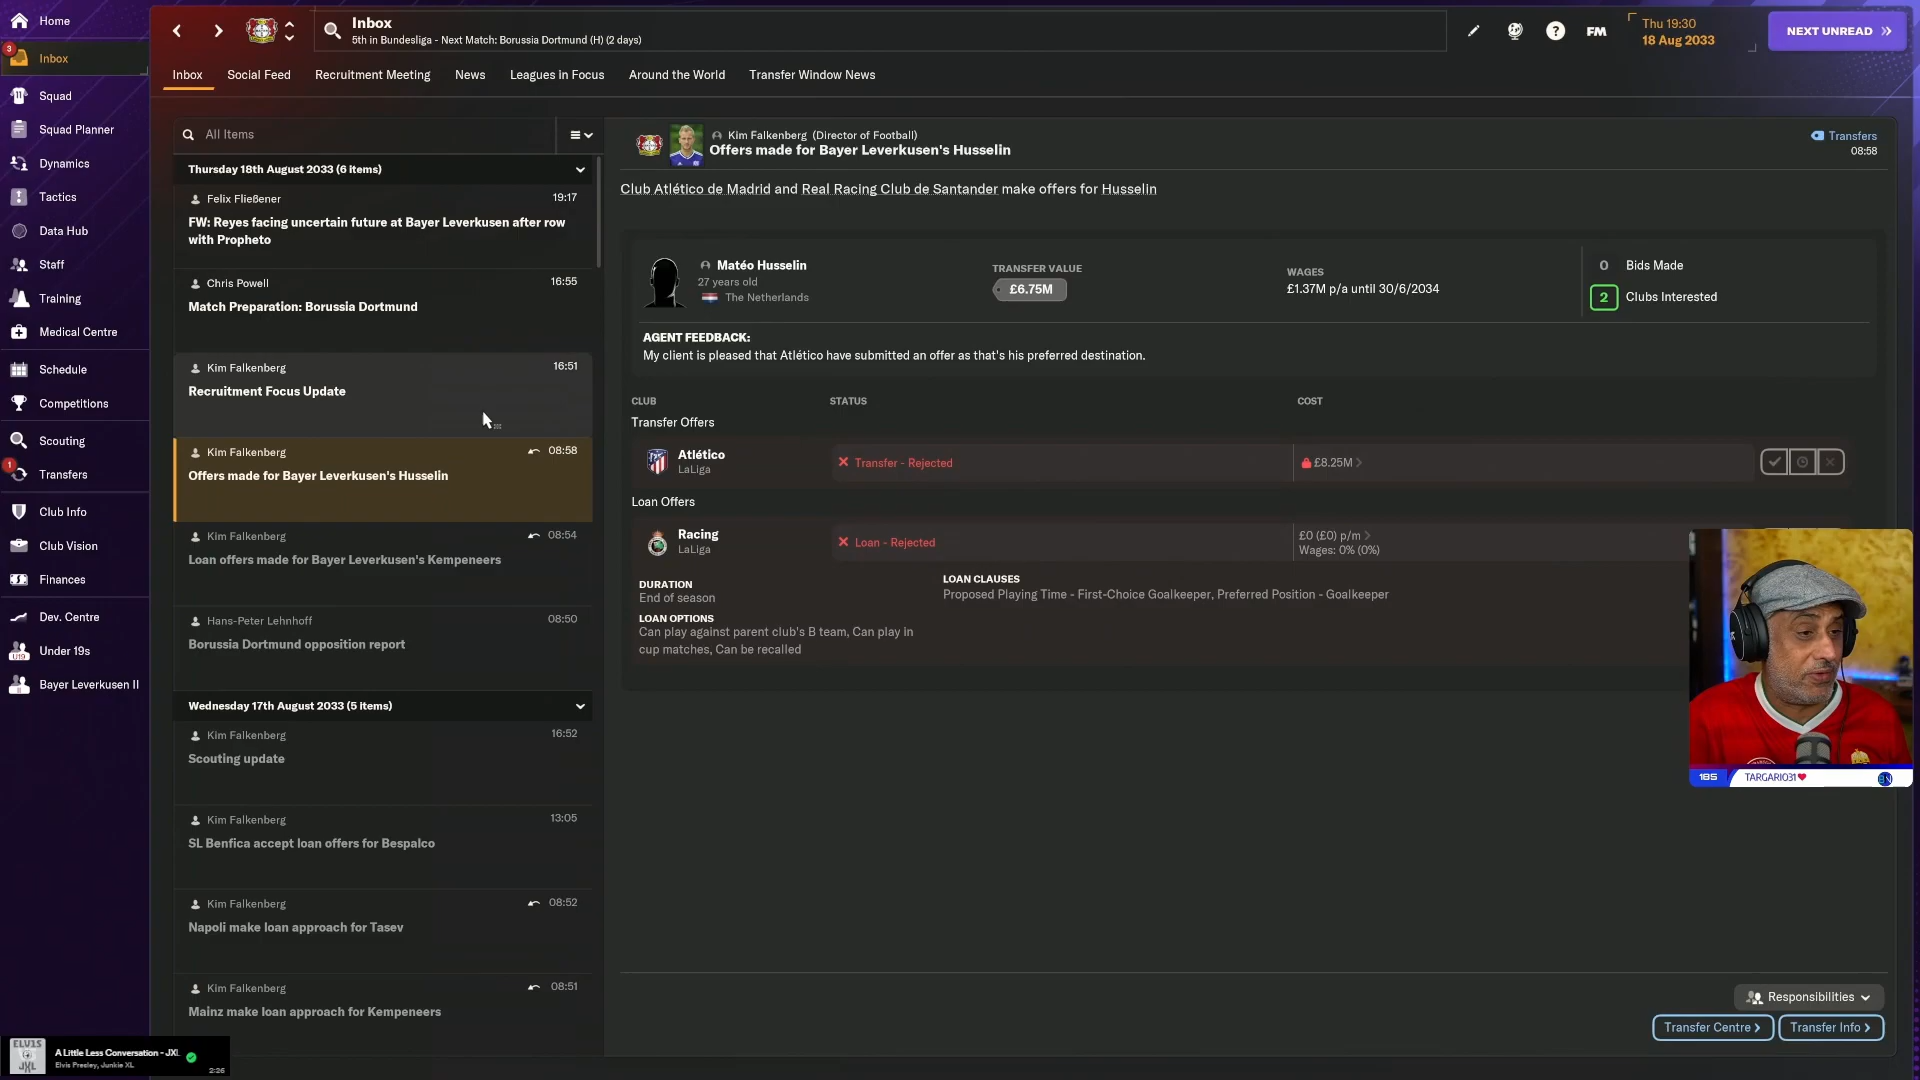 Home
3
Inbox
Squad
Squad Planner
Dynamics
Tactics
Data Hub
Staff
Training
Medical Centre
Schedule
Competitions
Scouting
1
Transfers
Club Info
Club Vision
Finances
Dev. Centre
U19
Under 19s
Bayer Leverkusen II
Inbox
5th in Bundesliga - Next Match: Borussia Dortmund (H) (2 days)
FM
Thu 19:30
18 Aug 2033
NEXT UNREAD
Inbox
Social Feed
Recruitment Meeting
News
Leagues in Focus
Around the World
Transfer Window News
All Items
Thursday 18th August 2033 (6 items)
Felix Fließener
19:17
FW: Reyes facing uncertain future at Bayer Leverkusen after row
with Propheto
Chris Powell
16:55
Match Preparation: Borussia Dortmund
Kim Falkenberg
16:51
Recruitment Focus Update
Kim Falkenberg
08:58
Offers made for Bayer Leverkusen's Husselin
Kim Falkenberg
08:54
Loan offers made for Bayer Leverkusen's Kempeneers
Hans-Peter Lehnhoff
08:50
Borussia Dortmund opposition report
Wednesday 17th August 2033 (5 items)
Kim Falkenberg
16:52
Scouting update
Kim Falkenberg
13:05
SL Benfica accept loan offers for Bespalco
Kim Falkenberg
08:52
Napoli make loan approach for Tasev
Kim Falkenberg
08:51
Mainz make loan approach for Kempeneers
Kim Falkenberg (Director of Football)
Offers made for Bayer Leverkusen's Husselin
Transfers
08:58
Club Atlético de Madrid and Real Racing Club de Santander make offers for Husselin
Matéo Husselin
27 years old
The Netherlands
TRANSFER VALUE
£6.75M
WAGES
£1.37M p/a until 30/6/2034
0 Bids Made
2 Clubs Interested
AGENT FEEDBACK:
My client is pleased that Atlético have submitted an offer as that's his preferred destination.
CLUB
STATUS
COST
Transfer Offers
Atlético
LaLiga
Transfer - Rejected
£8.25M
Loan Offers
Racing
LaLiga
Loan - Rejected
£0 (£0) p/m
Wages: 0% (0%)
DURATION
End of season
LOAN CLAUSES
Proposed Playing Time - First-Choice Goalkeeper, Preferred Position - Goalkeeper
LOAN OPTIONS
Can play against parent club's B team, Can play in
cup matches, Can be recalled
185
TARGARIO31
Responsibilities
Transfer Centre
Transfer Info
ELV1S
JXL
A Little Less Conversation - JXL
Elvis Presley, Junkie XL
2:26